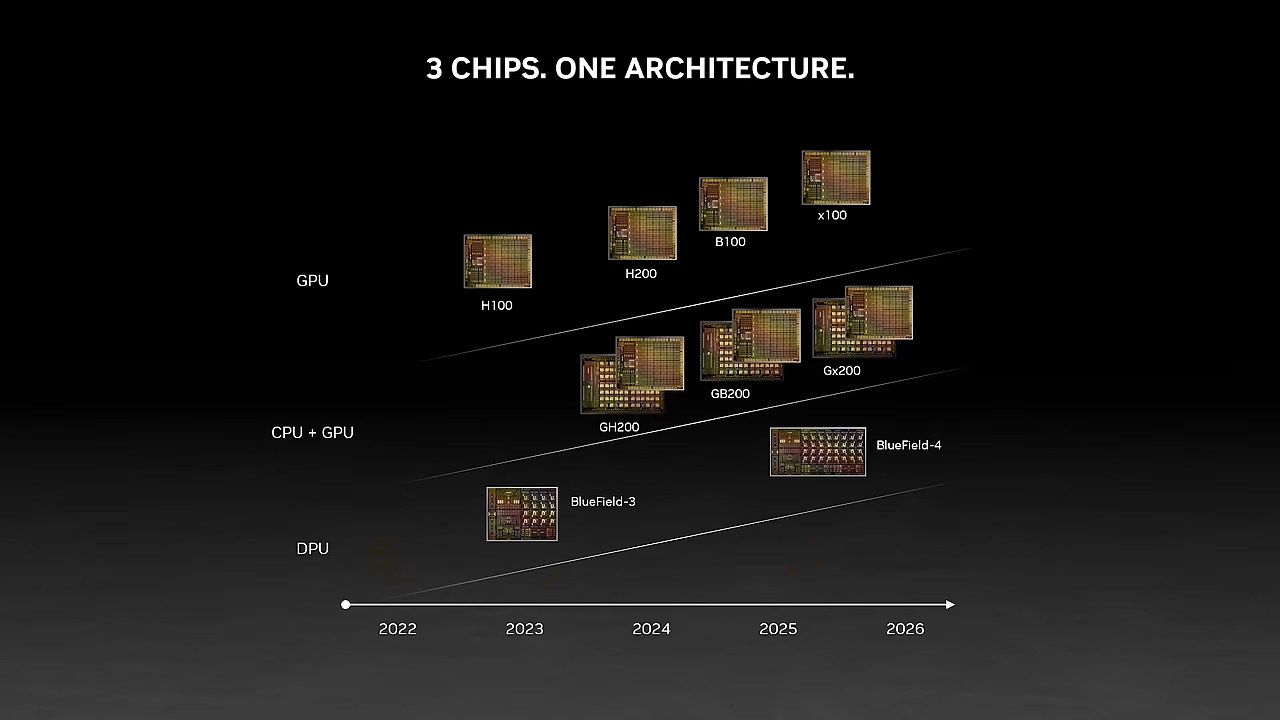 3 CHIPS. ONE ARCHITECTURE.
x100
B100
H200
GPU
H100
Gx200
GB200
GH200
CPU + GPU
BlueField-4
BlueField-3
DPU
2022 2023 2024 2025 2026